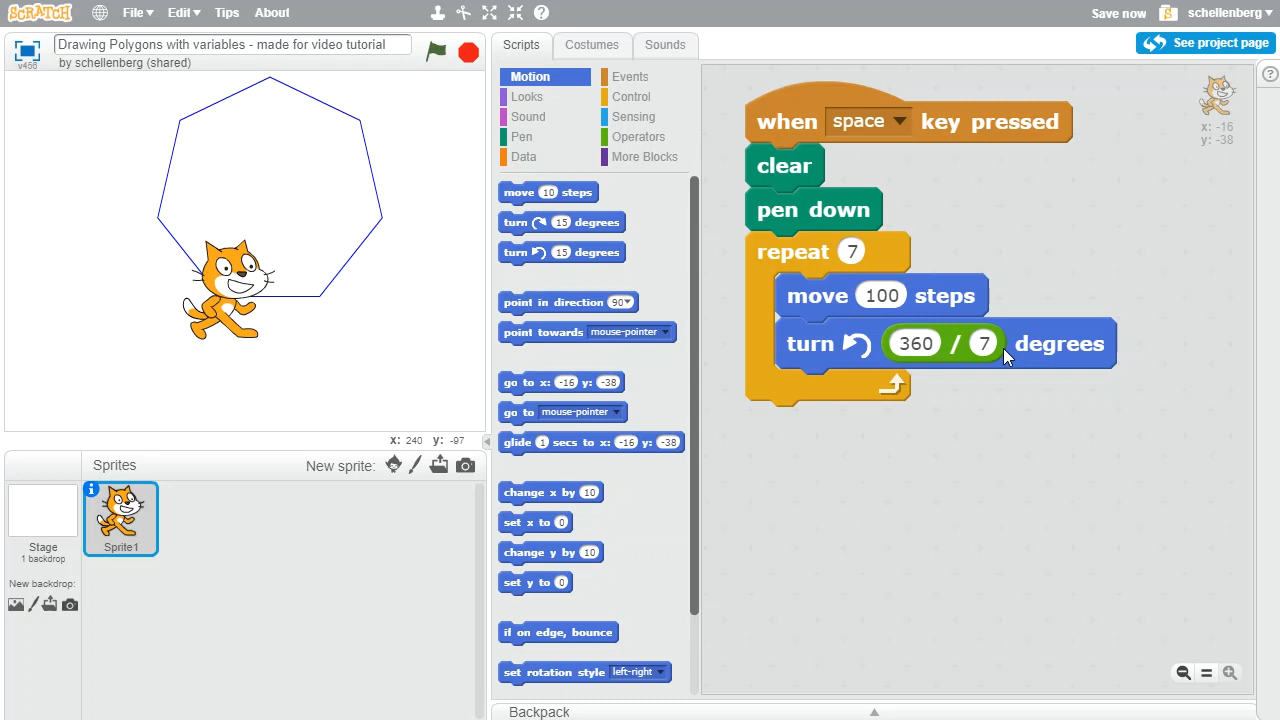 SCRATCH File Edit Tips About Save now schellenberg
v456 Drawing Polygons with variables - made for video tutorial
by schellenberg (shared)
Scripts Costumes Sounds See project page
Motion Events
Looks Control
Sound Sensing
Pen Operators
Data More Blocks
move 10 steps
turn 15 degrees
turn 15 degrees
point in direction 90
point towards mouse-pointer
go to x: -16 y: -38
go to mouse-pointer
glide 1 secs to x: -16 y: -38
change x by 10
set x to 0
change y by 10
set y to 0
if on edge, bounce
set rotation style left-right
when space key pressed
clear
pen down
repeat 7
move 100 steps
turn 360 / 7 degrees
x: -16
y: -38
x: 240 y: -97
Sprites New sprite:
Stage
1 backdrop
New backdrop:
Sprite1
Backpack